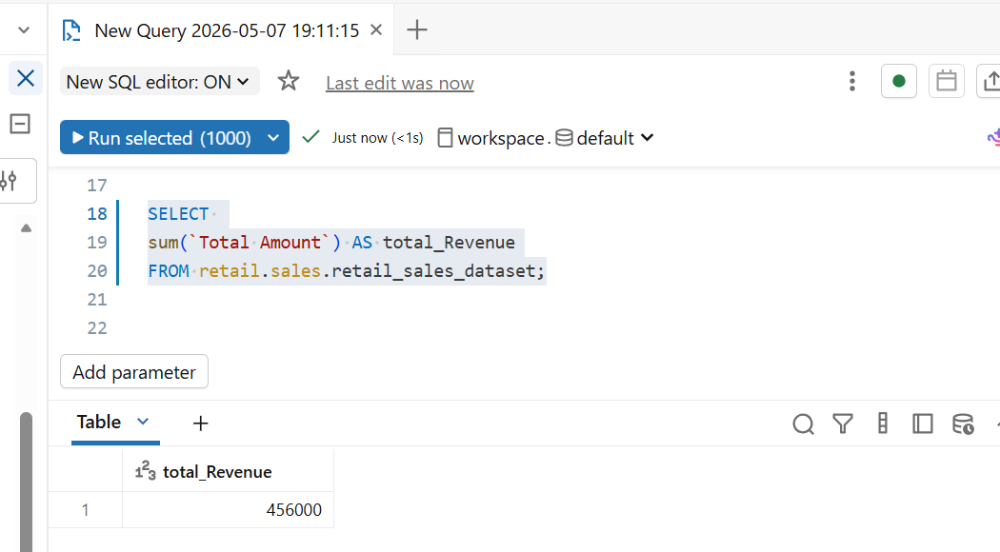 New Query 2026-05-07 19:11:15
New SQL editor: ON
Last edit was now
Run selected (1000)
Just now (<1s)
workspace . default
17
18 SELECT
19 sum(`Total Amount`) AS total_Revenue
20 FROM retail.sales.retail_sales_dataset;
21
22
Add parameter
Table
123 total_Revenue
1 456000